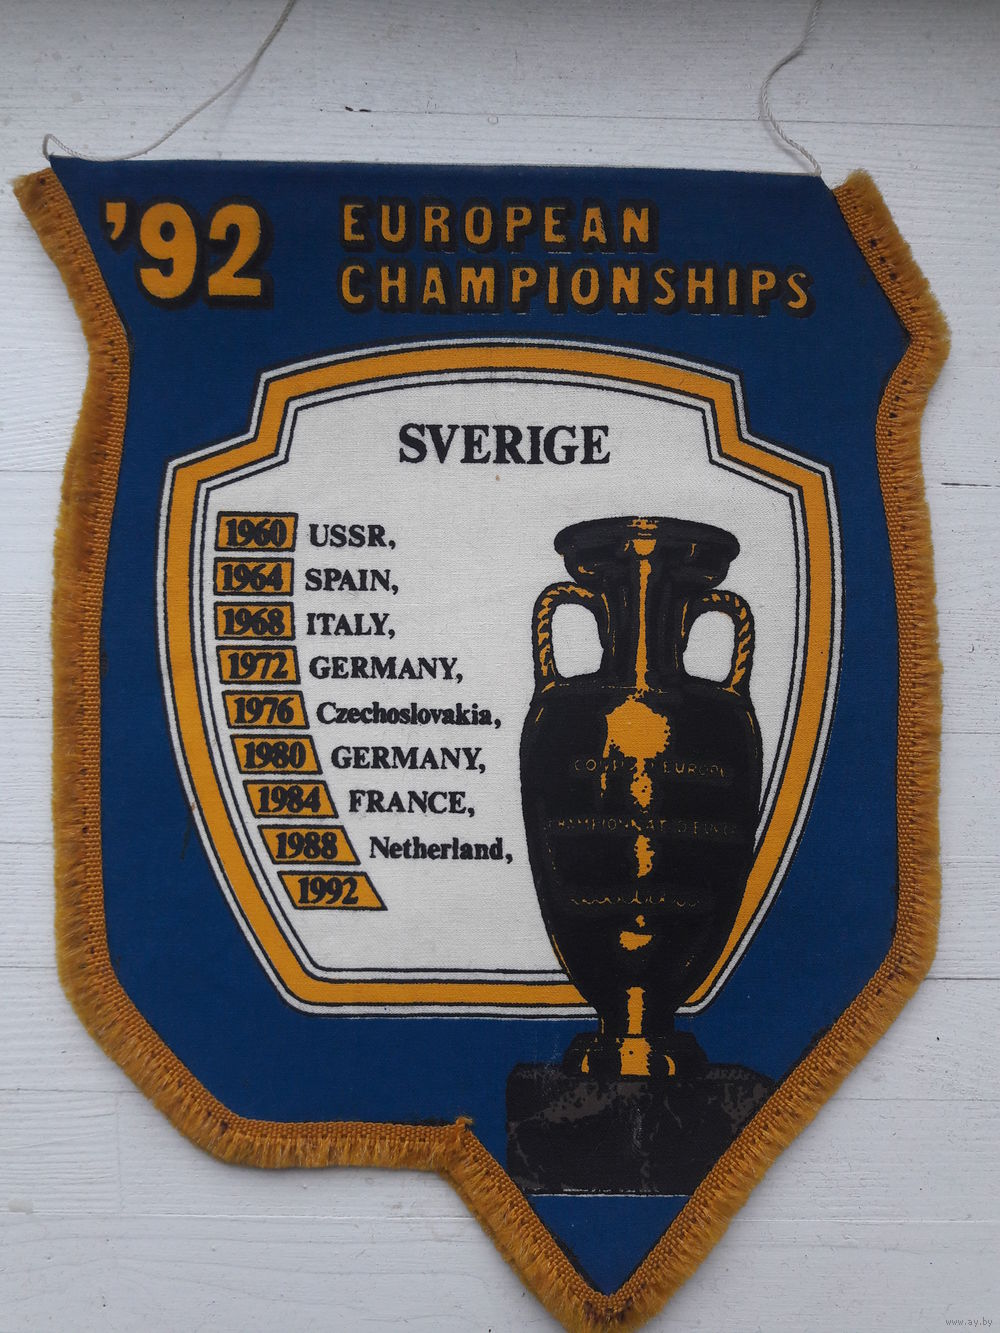 '92 EUROPEAN
CHAMPIONSHIPS
SVERIGE
1960 USSR,
1964 SPAIN,
1968 ITALY,
1972 GERMANY,
1976 Czechoslovakia,
1980 GERMANY,
1984 FRANCE,
1988 Netherland,
1992
EUROPE
www.ay.by